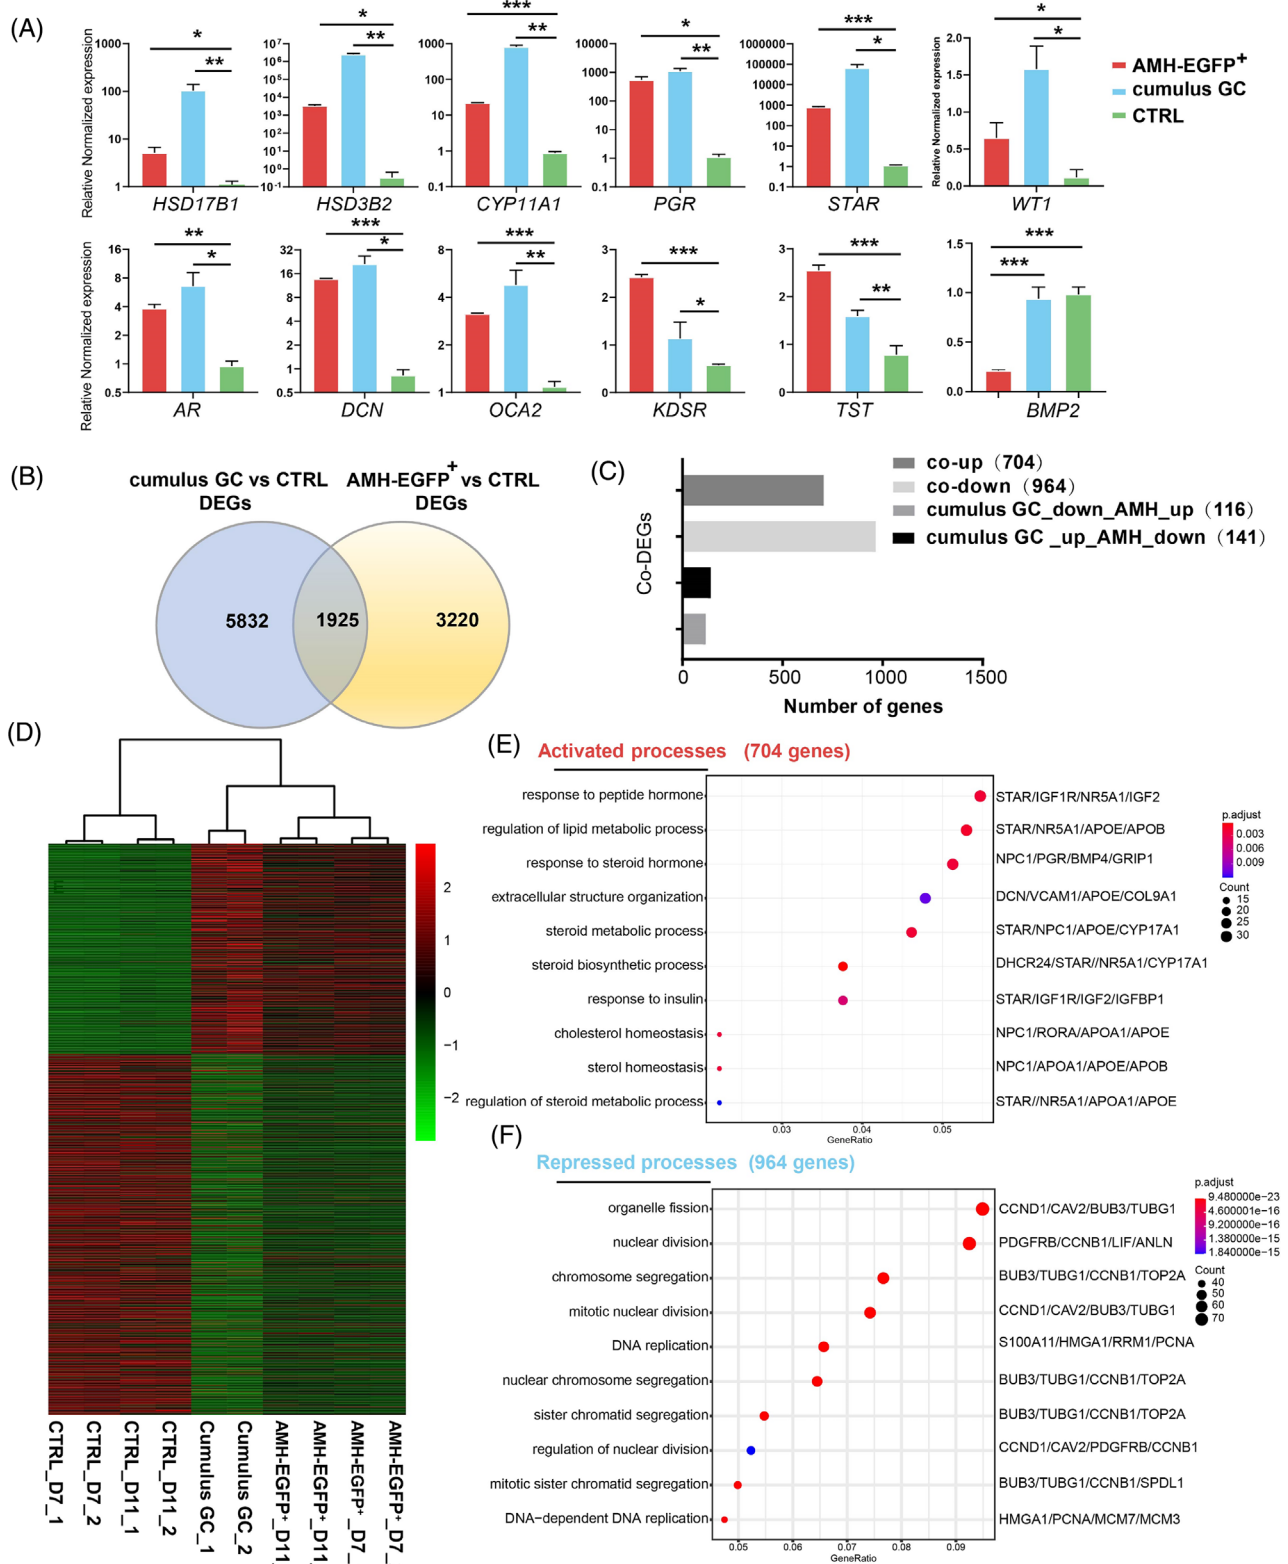 (A)
Relative Normalized expression
1000
100
10
1
*
**
HSD17B1
10⁷
10⁶
10⁵
10⁴
10³
10²
10¹
10⁰
10⁻¹
*
**
HSD3B2
1000
100
10
1
0.1
***
**
CYP11A1
10000
1000
100
10
1
0.1
*
**
PGR
1000000
100000
10000
1000
100
10
1
0.1
***
*
STAR
Relative Normalized expression
2.0
1.5
1.0
0.5
0.0
*
*
WT1
AMH-EGFP⁺
cumulus GC
CTRL
Relative Normalized expression
16
8
4
2
1
0.5
**
*
AR
32
16
8
4
2
1
0.5
***
*
DCN
8
4
2
1
***
**
OCA2
3
2
1
0
***
*
KDSR
3
2
1
0
***
**
TST
1.5
1.0
0.5
0.0
***
***
BMP2
(B)
cumulus GC vs CTRL
DEGs
AMH-EGFP⁺ vs CTRL
DEGs
5832
1925
3220
(C)
Co-DEGs
co-up（704）
co-down（964）
cumulus GC_down_AMH_up（116）
cumulus GC _up_AMH_down（141）
0 500 1000 1500
Number of genes
(D)
E
2
1
0
−1
−2
CTRL_D7_1
CTRL_D7_2
CTRL_D11_1
CTRL_D11_2
Cumulus GC_1
Cumulus GC_2
AMH-EGFP⁺_D11_
AMH-EGFP⁺_D11_
AMH-EGFP⁺_D7_
AMH-EGFP⁺_D7_
(E)
Activated processes (704 genes)
response to peptide hormone STAR/IGF1R/NR5A1/IGF2
regulation of lipid metabolic process STAR/NR5A1/APOE/APOB
response to steroid hormone NPC1/PGR/BMP4/GRIP1
extracellular structure organization DCN/VCAM1/APOE/COL9A1
steroid metabolic process STAR/NPC1/APOE/CYP17A1
steroid biosynthetic process DHCR24/STAR//NR5A1/CYP17A1
response to insulin STAR/IGF1R/IGF2/IGFBP1
cholesterol homeostasis NPC1/RORA/APOA1/APOE
sterol homeostasis NPC1/APOA1/APOE/APOB
regulation of steroid metabolic process STAR//NR5A1/APOA1/APOE
0.03 0.04 0.05
GeneRatio
p.adjust
0.003
0.006
0.009
Count
15
20
25
30
(F)
Repressed processes (964 genes)
organelle fission CCND1/CAV2/BUB3/TUBG1
nuclear division PDGFRB/CCNB1/LIF/ANLN
chromosome segregation BUB3/TUBG1/CCNB1/TOP2A
mitotic nuclear division CCND1/CAV2/BUB3/TUBG1
DNA replication S100A11/HMGA1/RRM1/PCNA
nuclear chromosome segregation BUB3/TUBG1/CCNB1/TOP2A
sister chromatid segregation BUB3/TUBG1/CCNB1/TOP2A
regulation of nuclear division CCND1/CAV2/PDGFRB/CCNB1
mitotic sister chromatid segregation BUB3/TUBG1/CCNB1/SPDL1
DNA−dependent DNA replication HMGA1/PCNA/MCM7/MCM3
0.05 0.06 0.07 0.08 0.09
GeneRatio
p.adjust
9.480000e-23
4.600001e-16
9.200000e-16
1.380000e-15
1.840000e-15
Count
40
50
60
70